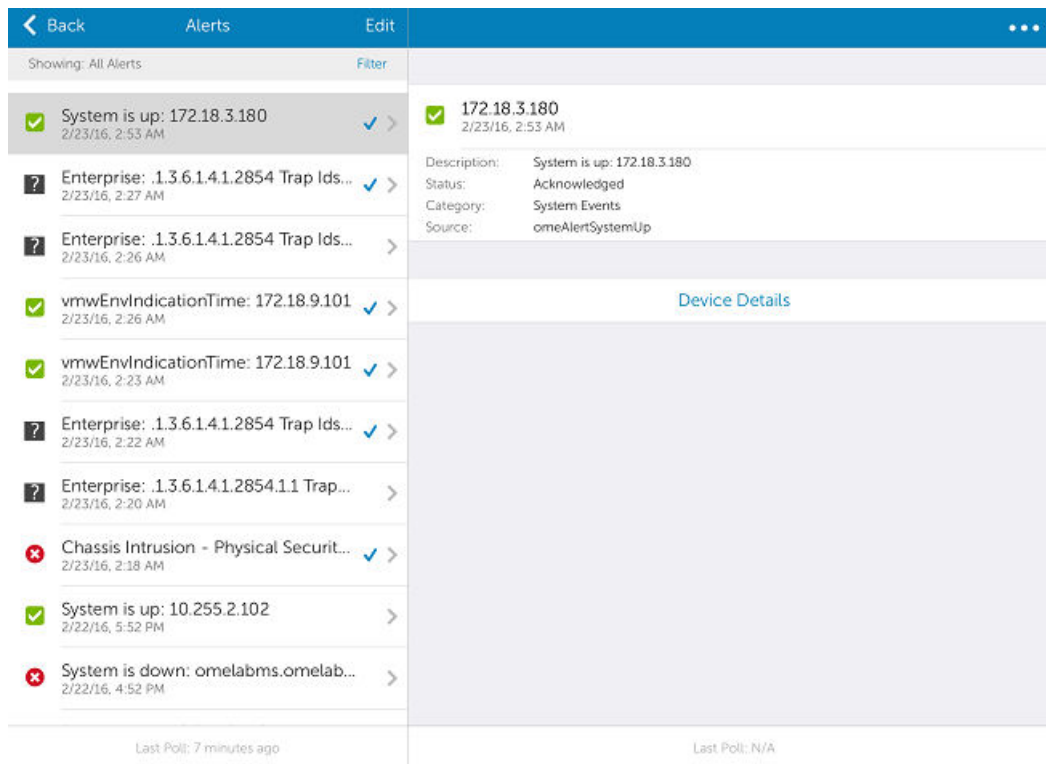 Back
Alerts
Edit
Showing: All Alerts
Filter
System is up: 172.18.3.180
2/23/16, 2:53 AM
Enterprise: .1.3.6.1.4.1.2854 Trap Ids...
2/23/16, 2:27 AM
Enterprise: .1.3.6.1.4.1.2854 Trap Ids...
2/23/16, 2:26 AM
vmwEnvIndicationTime: 172.18.9.101
2/23/16, 2:26 AM
vmwEnvIndicationTime: 172.18.9.101
2/23/16, 2:23 AM
Enterprise: .1.3.6.1.4.1.2854 Trap Ids...
2/23/16, 2:22 AM
Enterprise: .1.3.6.1.4.1.2854.1.1 Trap...
2/23/16, 2:20 AM
Chassis Intrusion - Physical Securit...
2/23/16, 2:18 AM
System is up: 10.255.2.102
2/22/16, 5:52 PM
System is down: omelabms.omelab...
2/22/16, 4:52 PM
Last Poll: 7 minutes ago
172.18.3.180
2/23/16, 2:53 AM
Description: System is up: 172.18.3.180
Status: Acknowledged
Category: System Events
Source: omeAlertSystemUp
Device Details
Last Poll: N/A